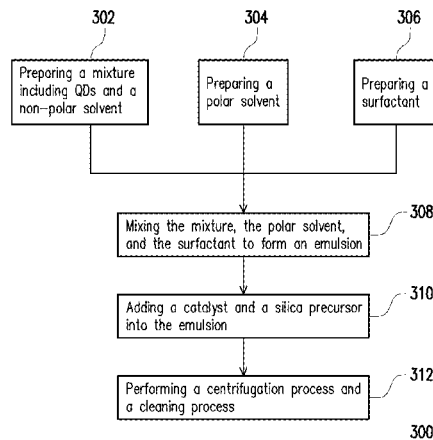 302
304
306
Preparing a mixture
including QDs and a
non-polar solvent
Preparing a
polar solvent
Preparing a
surfactant
308
Mixing the mixture, the polar solvent,
and the surfactant to form an emulsion
310
Adding a catalyst and a silica precursor
into the emulsion
312
Performing a centrifugation process and
a cleaning process
300